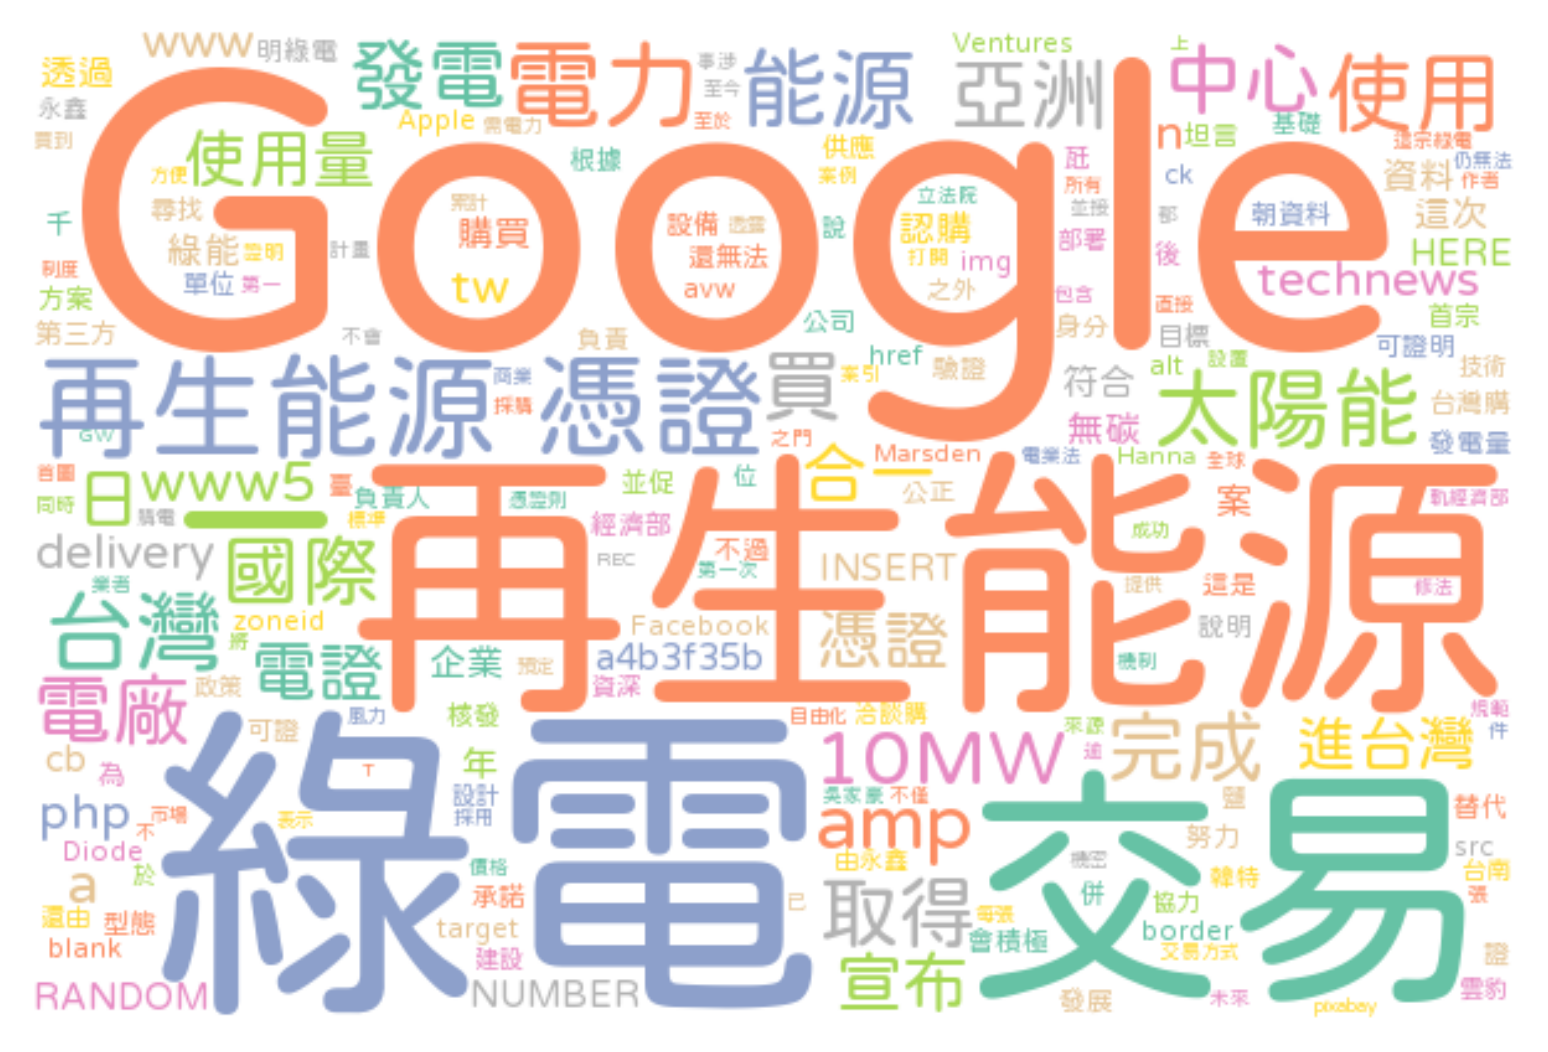 www 明綠電 發電 電力 事涉 能源 Ventures 上 中心 使用
透過 至今 亞洲
永鑫 Apple 需電力 至於 n 坦言 基礎 這宗綠電
買到 使用量 根據 供應 瓩 仍無法
Google
方便 案例 ck 資料 作者
尋找 累計 立法院 所有
千 購買 設備 透露 說 認購 並接 都 朝資料 這次
綠能 證明 計畫 還無法 打開 img 部署 後 HERE
制度 單位 第一 tw avw 之外 包含 technews
方案 直接
第三方 不會 負責 公司 身分 目標 首宗
再生能源 憑證 買 href 驗證 alt 設置 可證明
商業 案引 符合 太陽能 技術
採購 台灣購
GW 之門 無碳 發電量
首圖 日 www5 臺 負責人 合一 Marsden 電業法 Hanna 全球
同時 購電 一 標準 憑證則 並促 位 公正 案 軌經濟部
再生能源
delivery 國際 經濟部 不過 成功
業者 REC 第一次 INSERT 提供 這是 修法
台灣 zoneid Facebook 憑證 說明
將 電證 企業 預定 a4b3f35b 機制
電廠 政策 資深
風力 核發 自由化 洽談購 來源 規範
可證 完成 進台灣 件
綠電
cb 為 T 年 10MW 逾
php 市場 不 表示 設計 吳家豪 不僅 替代
採用 amp 交易 努力
Diode 價格 由永鑫 機密 src
a 於 承諾 已 取得 併 韓特 台南
還由 型態 target 每張 協力 張
blank 建設 會積極 border 交易方式 證
RANDOM NUMBER 宣布 發展 未來 pixabay 雲豹